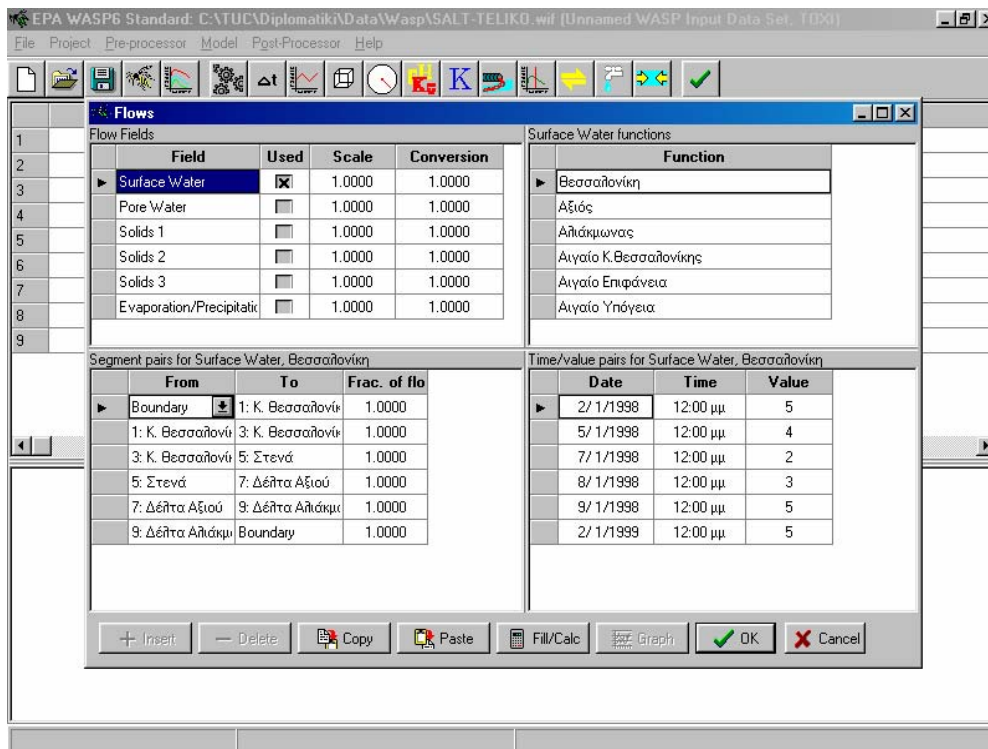 EPA WASP6 Standard: C:\TUC\Diplomatiki\Data\Wasp\SALT-TELIKO.wif (Unnamed WASP Input Data Set, TOXI)
File Project Pre-processor Model Post-Processor Help
Δt K
Flows
Flow Fields
Field Used Scale Conversion
Surface Water 1.0000 1.0000
Pore Water 1.0000 1.0000
Solids 1 1.0000 1.0000
Solids 2 1.0000 1.0000
Solids 3 1.0000 1.0000
Evaporation/Precipitatic 1.0000 1.0000
Surface Water functions
Function
Θεσσαλονίκη
Αξιός
Αλιάκμωνας
Αιγαίο Κ.Θεσσαλονίκης
Αιγαίο Επιφάνεια
Αιγαίο Υπόγεια
1
2
3
4
5
6
7
8
9
Segment pairs for Surface Water, Θεσσαλονίκη
From To Frac. of flo
Boundary 1: Κ. Θεσσαλονίκ 1.0000
1: Κ. Θεσσαλονίκ 3: Κ. Θεσσαλονίκ 1.0000
3: Κ. Θεσσαλονίκ 5: Στενά 1.0000
5: Στενά 7: Δέλτα Αξιού 1.0000
7: Δέλτα Αξιού 9: Δέλτα Αλιάκμο 1.0000
9: Δέλτα Αλιάκμ Boundary 1.0000
Time/value pairs for Surface Water, Θεσσαλονίκη
Date Time Value
2/ 1/1998 12:00 μμ 5
5/ 1/1998 12:00 μμ 4
7/ 1/1998 12:00 μμ 2
8/ 1/1998 12:00 μμ 3
9/ 1/1998 12:00 μμ 5
2/ 1/1999 12:00 μμ 5
Insert Delete Copy Paste Fill/Calc Graph OK Cancel